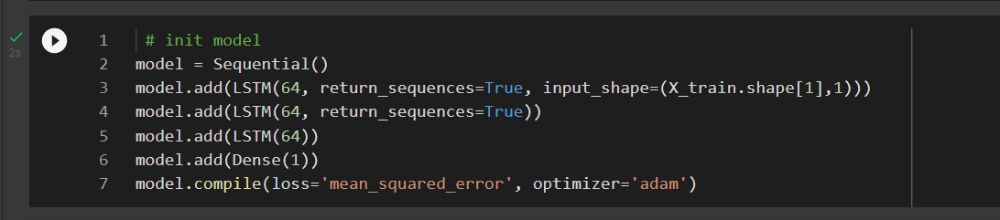 2s
1 # init model
2 model = Sequential()
3 model.add(LSTM(64, return_sequences=True, input_shape=(X_train.shape[1],1)))
4 model.add(LSTM(64, return_sequences=True))
5 model.add(LSTM(64))
6 model.add(Dense(1))
7 model.compile(loss='mean_squared_error', optimizer='adam')